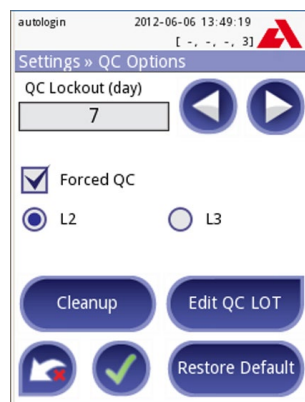 autologin 2012-06-06 13:49:19
[ -, -, -, 3]
Settings » QC Options
QC Lockout (day)
7
Forced QC
L2 L3
Cleanup Edit QC LOT
Restore Default